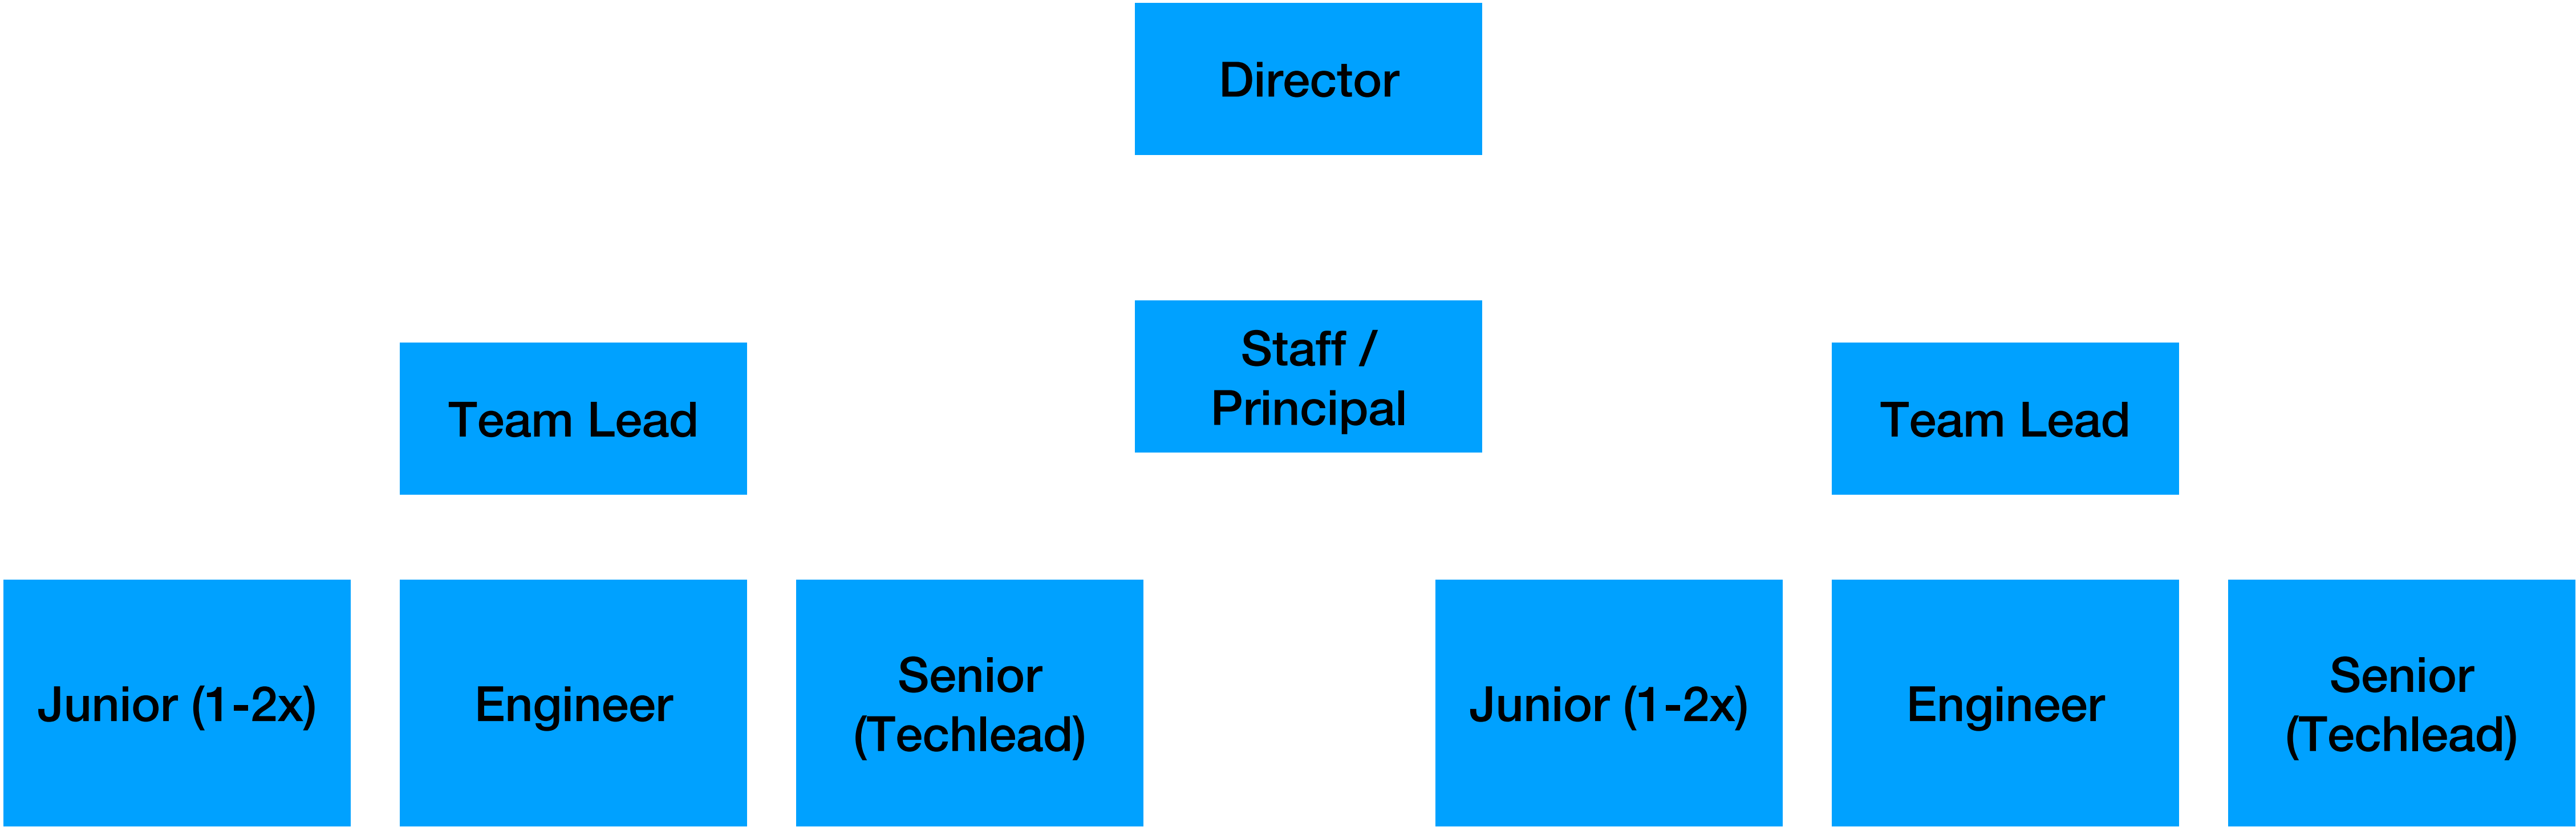 Director
Staff /
Principal
Team Lead
Team Lead
Junior (1-2x)
Engineer
Senior
(Techlead)
Junior (1-2x)
Engineer
Senior
(Techlead)